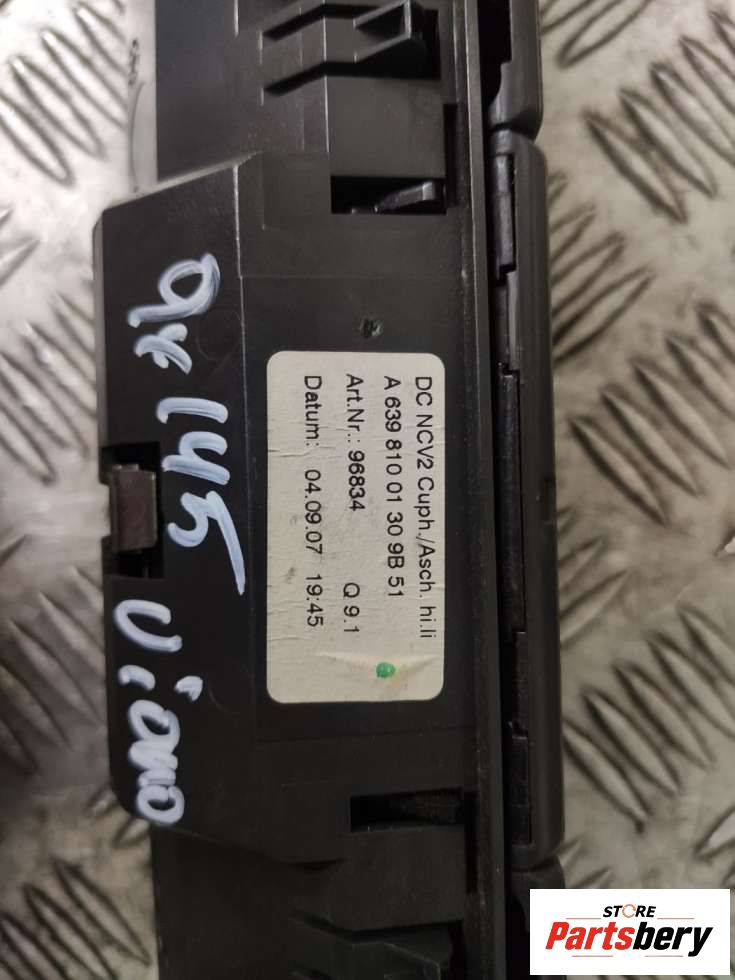 DC NCV2 Cuph./Asch. hi.li
A 639 810 01 30 9B 51
Art.Nr.: 96834 Q 9.1
Datum: 04.09.07 19:45
145
Viano
STORE
Partsbery